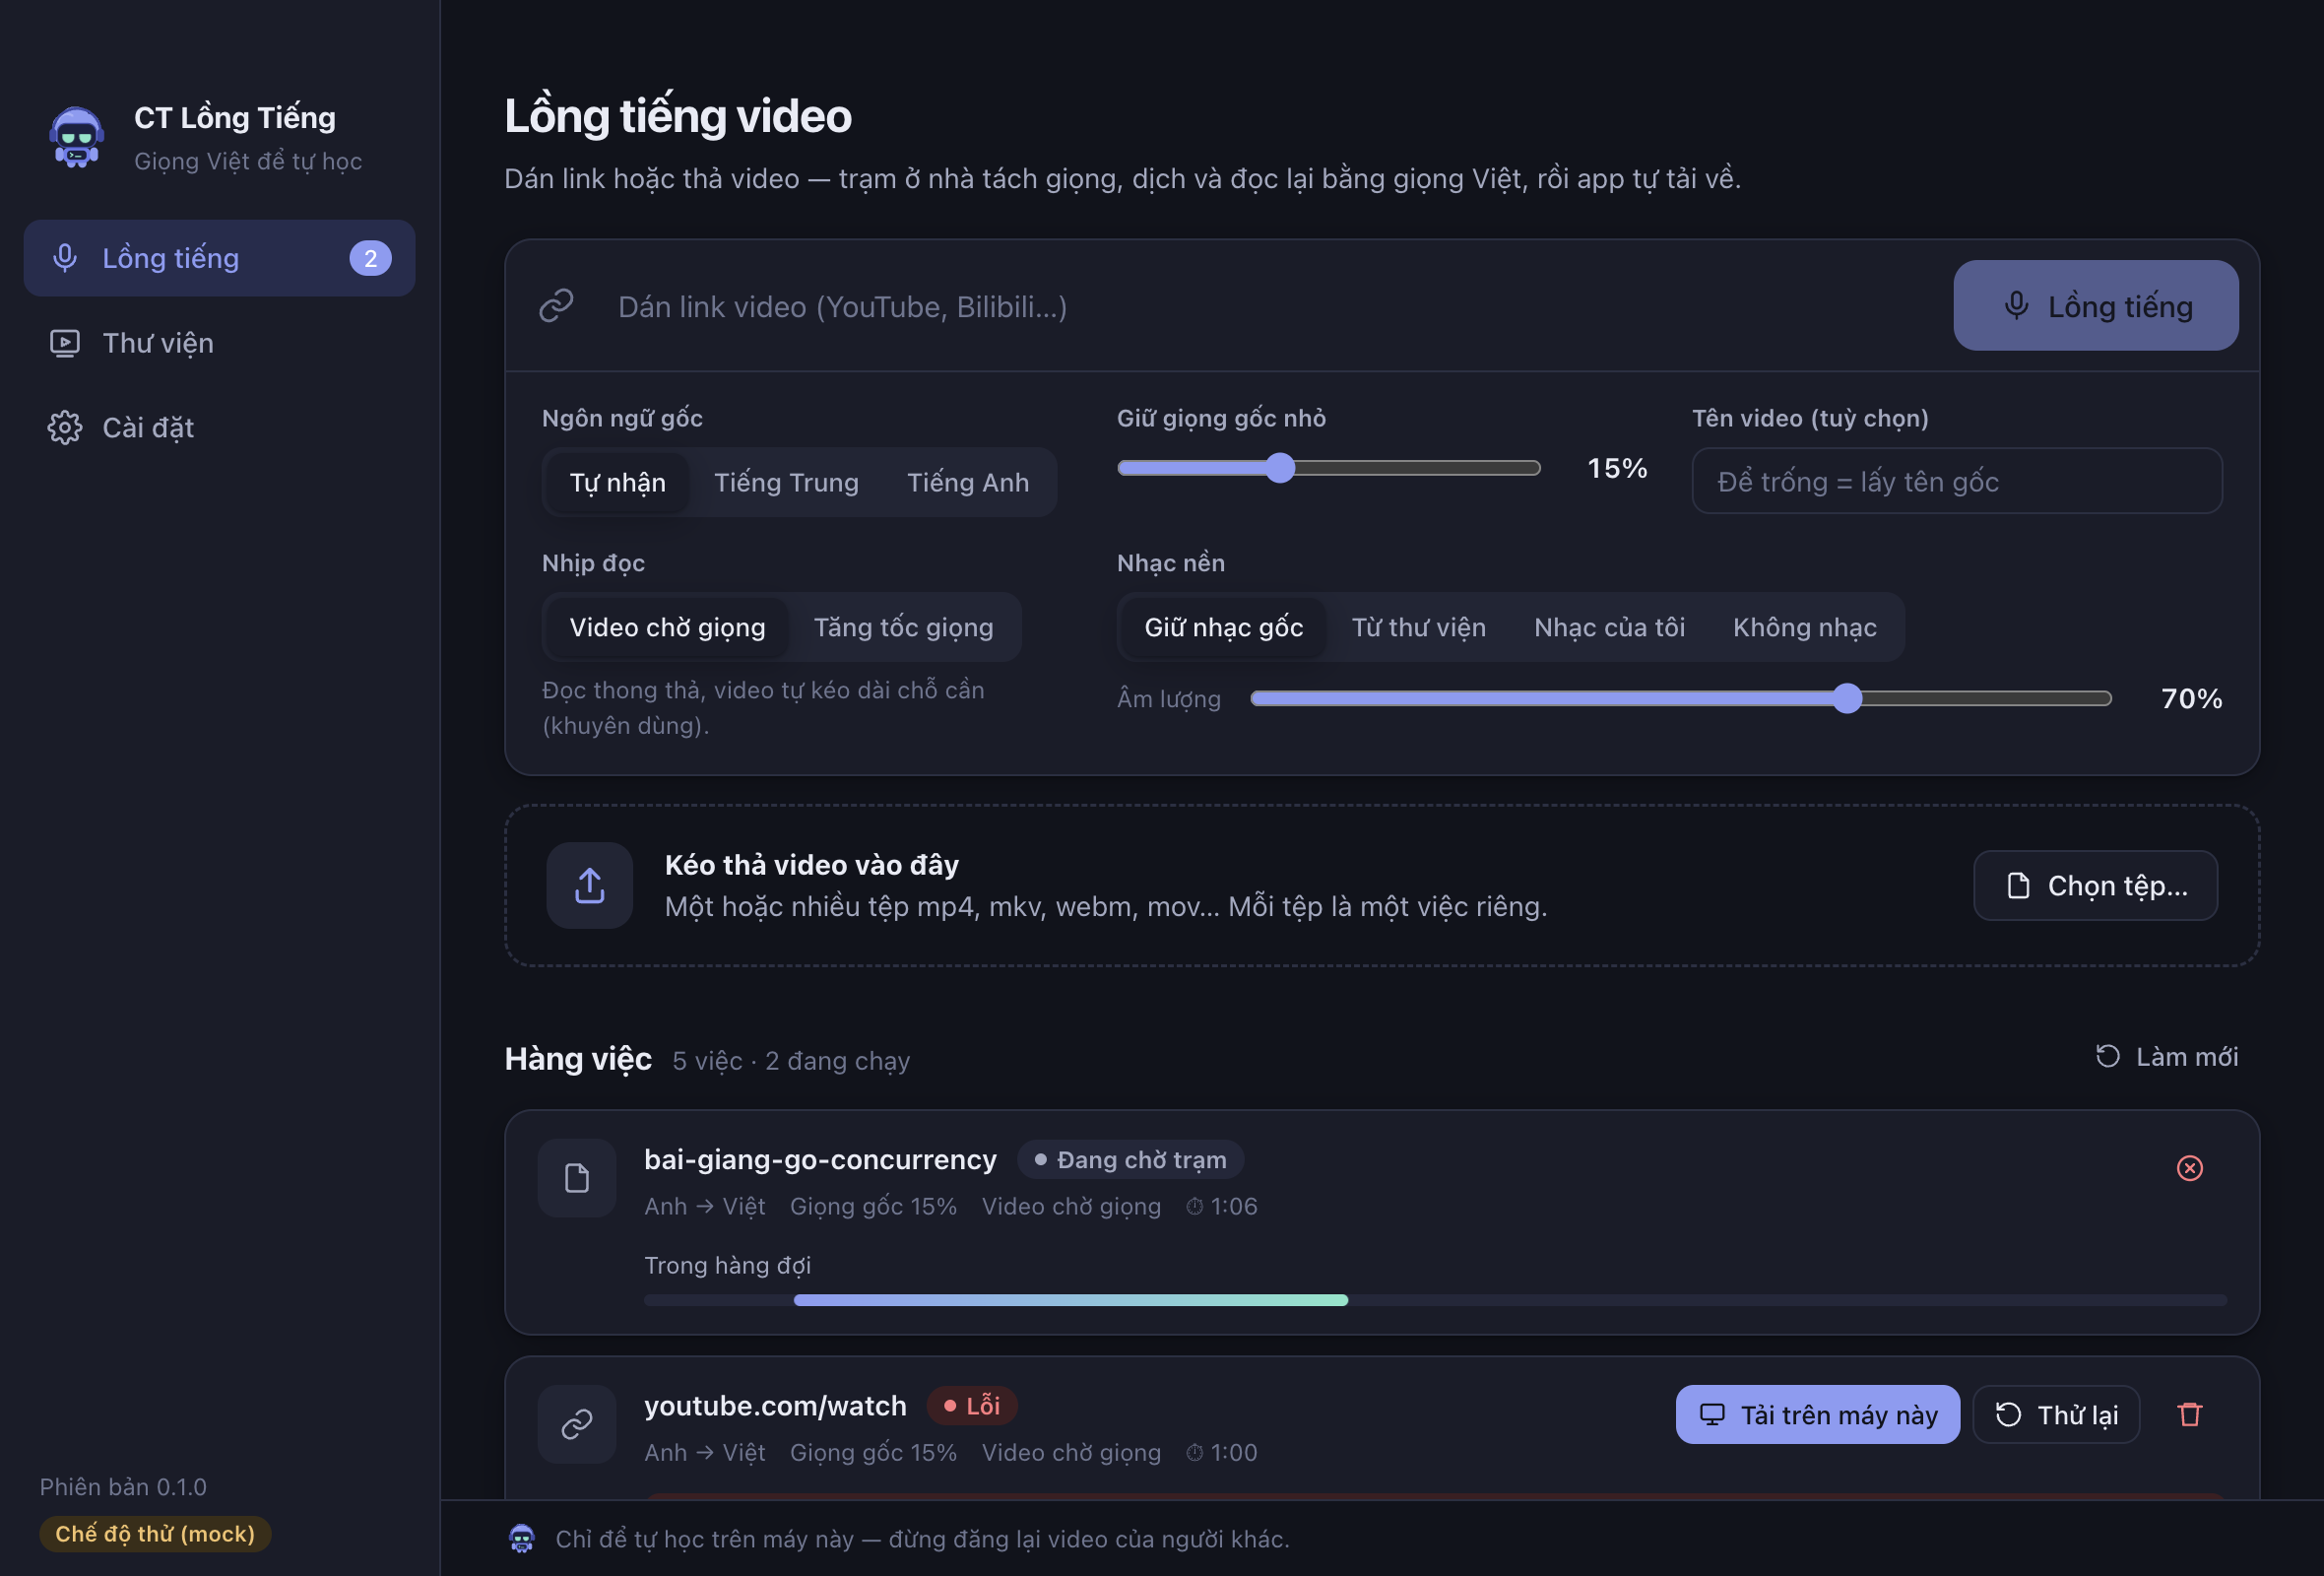 CT Lồng Tiếng
Giọng Việt để tự học
Lồng tiếng 2
Thư viện
Cài đặt
Phiên bản 0.1.0
Chế độ thử (mock)
Lồng tiếng video
Dán link hoặc thả video — trạm ở nhà tách giọng, dịch và đọc lại bằng giọng Việt, rồi app tự tải về.
Dán link video (YouTube, Bilibili...)
Lồng tiếng
Ngôn ngữ gốc
Tự nhận Tiếng Trung Tiếng Anh
Giữ giọng gốc nhỏ
15%
Tên video (tuỳ chọn)
Để trống = lấy tên gốc
Nhịp đọc
Video chờ giọng Tăng tốc giọng
Đọc thong thả, video tự kéo dài chỗ cần
(khuyên dùng).
Nhạc nền
Giữ nhạc gốc Từ thư viện Nhạc của tôi Không nhạc
Âm lượng 70%
Kéo thả video vào đây
Một hoặc nhiều tệp mp4, mkv, webm, mov... Mỗi tệp là một việc riêng.
Chọn tệp...
Hàng việc 5 việc · 2 đang chạy
Làm mới
bai-giang-go-concurrency Đang chờ trạm
Anh → Việt Giọng gốc 15% Video chờ giọng ⏱ 1:06
Trong hàng đợi
youtube.com/watch Lỗi
Anh → Việt Giọng gốc 15% Video chờ giọng ⏱ 1:00
Tải trên máy này Thử lại
Chỉ để tự học trên máy này — đừng đăng lại video của người khác.